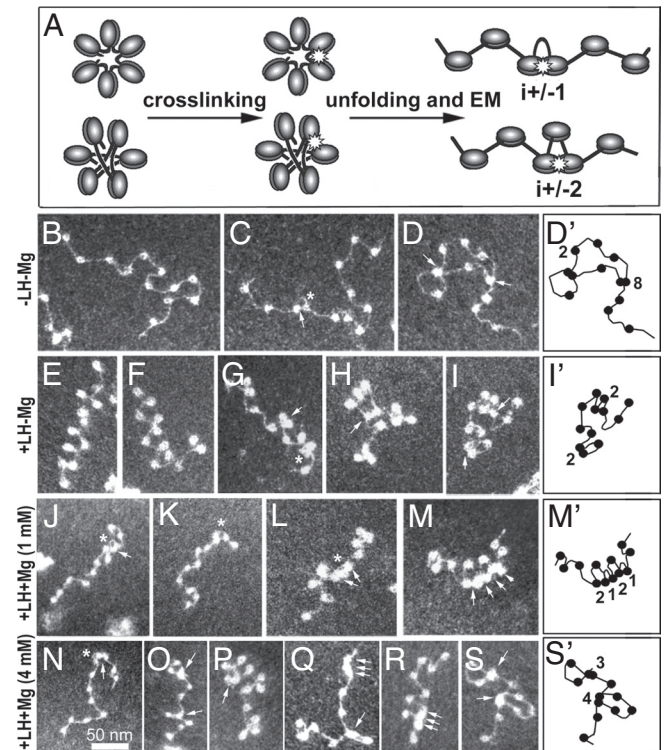 A
crosslinking
unfolding and EM
i+/-1
i+/-2
-LH-Mg
B
C
*
D
D'
2
8
+LH-Mg
E
F
G
*
H
I
I'
2
2
+LH+Mg (1 mM)
J
*
K
*
L
*
M
M'
2 1 2 1
+LH+Mg (4 mM)
N
*
50 nm
O
P
Q
R
S
S'
3
4